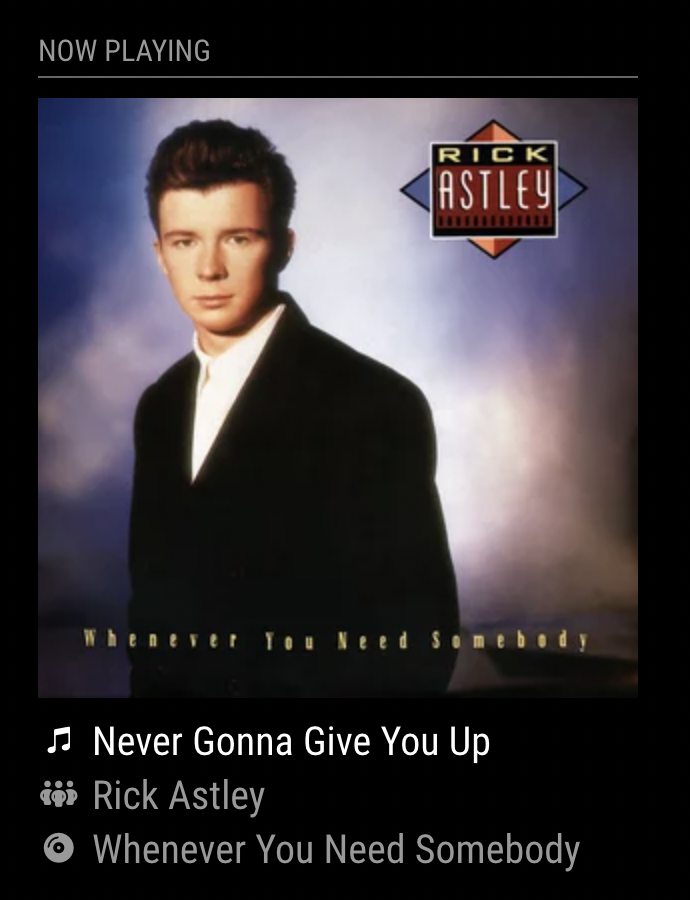 NOW PLAYING
RICK
ASTLEY
Whenever You Need Somebody
Never Gonna Give You Up
Rick Astley
Whenever You Need Somebody